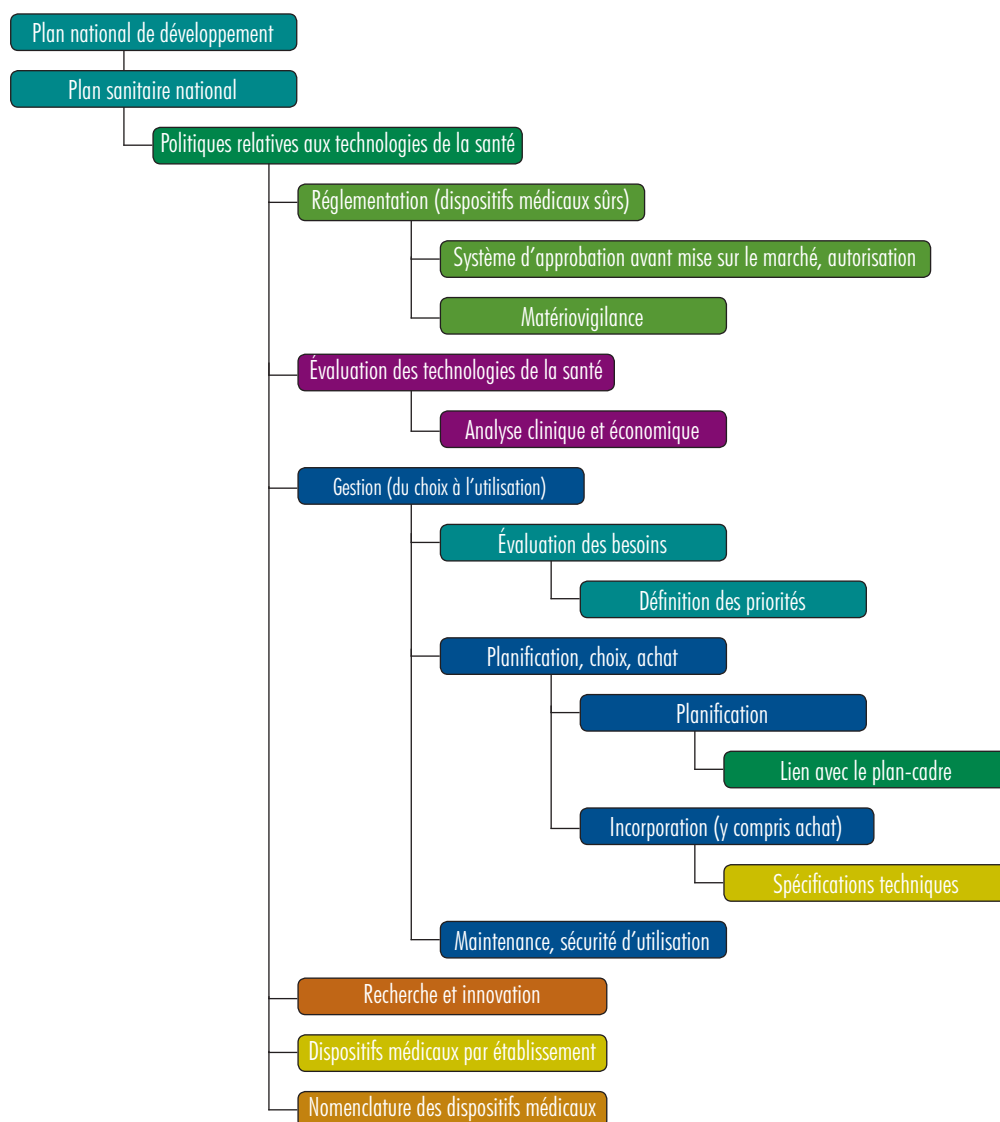 Plan national de développement
Plan sanitaire national
Politiques relatives aux technologies de la santé
Réglementation (dispositifs médicaux sûrs)
Système d'approbation avant mise sur le marché, autorisation
Matériovigilance
Évaluation des technologies de la santé
Analyse clinique et économique
Gestion (du choix à l'utilisation)
Évaluation des besoins
Définition des priorités
Planification, choix, achat
Planification
Lien avec le plan-cadre
Incorporation (y compris achat)
Spécifications techniques
Maintenance, sécurité d'utilisation
Recherche et innovation
Dispositifs médicaux par établissement
Nomenclature des dispositifs médicaux